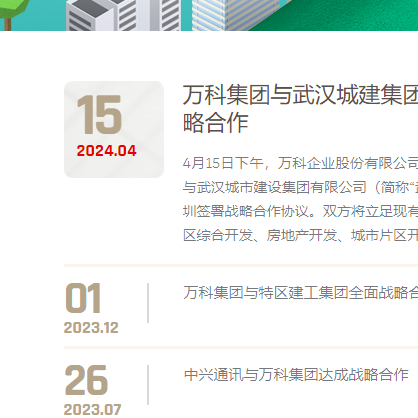 15
2024.04
万科集团与武汉城建集团
略合作
4月15日下午，万科企业股份有限公司
与武汉城市建设集团有限公司（简称“
圳签署战略合作协议。双方将立足现有
区综合开发、房地产开发、城市片区开
01
2023.12
万科集团与特区建工集团全面战略合
26
2023.07
中兴通讯与万科集团达成战略合作